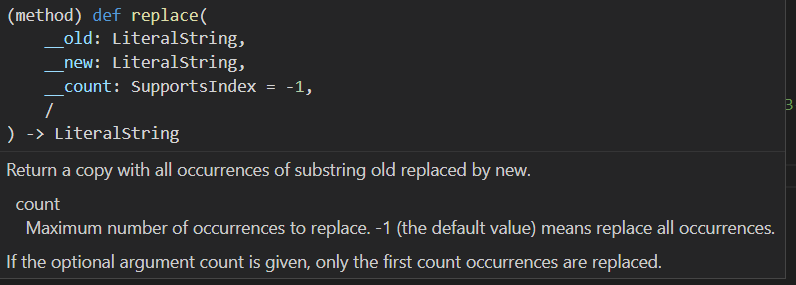 (method) def replace(
    __old: LiteralString,
    __new: LiteralString,
    __count: SupportsIndex = -1,
    /
) -> LiteralString
Return a copy with all occurrences of substring old replaced by new.
count
Maximum number of occurrences to replace. -1 (the default value) means replace all occurrences.
If the optional argument count is given, only the first count occurrences are replaced.
3